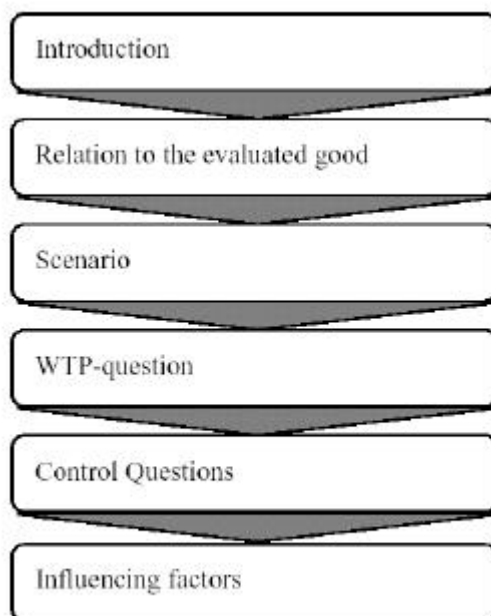 Introduction
Relation to the evaluated good
Scenario
WTP-question
Control Questions
Influencing factors